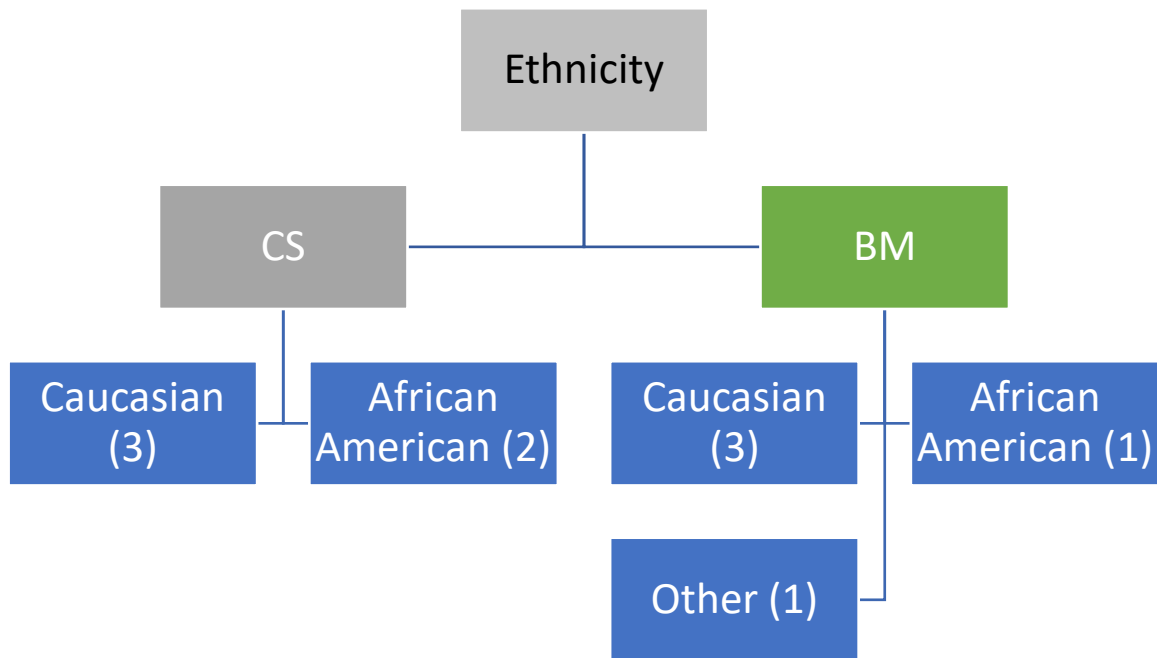 Ethnicity
CS
BM
Caucasian
(3)
African
American (2)
Caucasian
(3)
African
American (1)
Other (1)